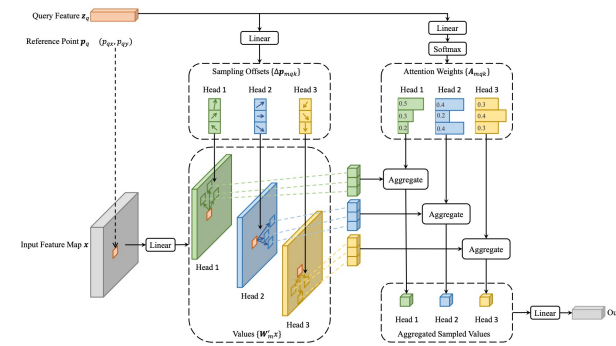 Query Feature z_q
Reference Point p_q (p_qx, p_qy)
Linear
Linear
Softmax
Sampling Offsets {Δp_mqk}
Head 1 Head 2 Head 3
Attention Weights {A_mqk}
Head 1 Head 2 Head 3
0.5 0.4 0.3
0.3 0.2 0.4
0.2 0.4 0.3
Aggregate
Aggregate
Aggregate
Input Feature Map x
Linear
Head 1
Head 2
Head 3
Values {W'_m x}
Head 1 Head 2 Head 3
Aggregated Sampled Values
Linear
Ou